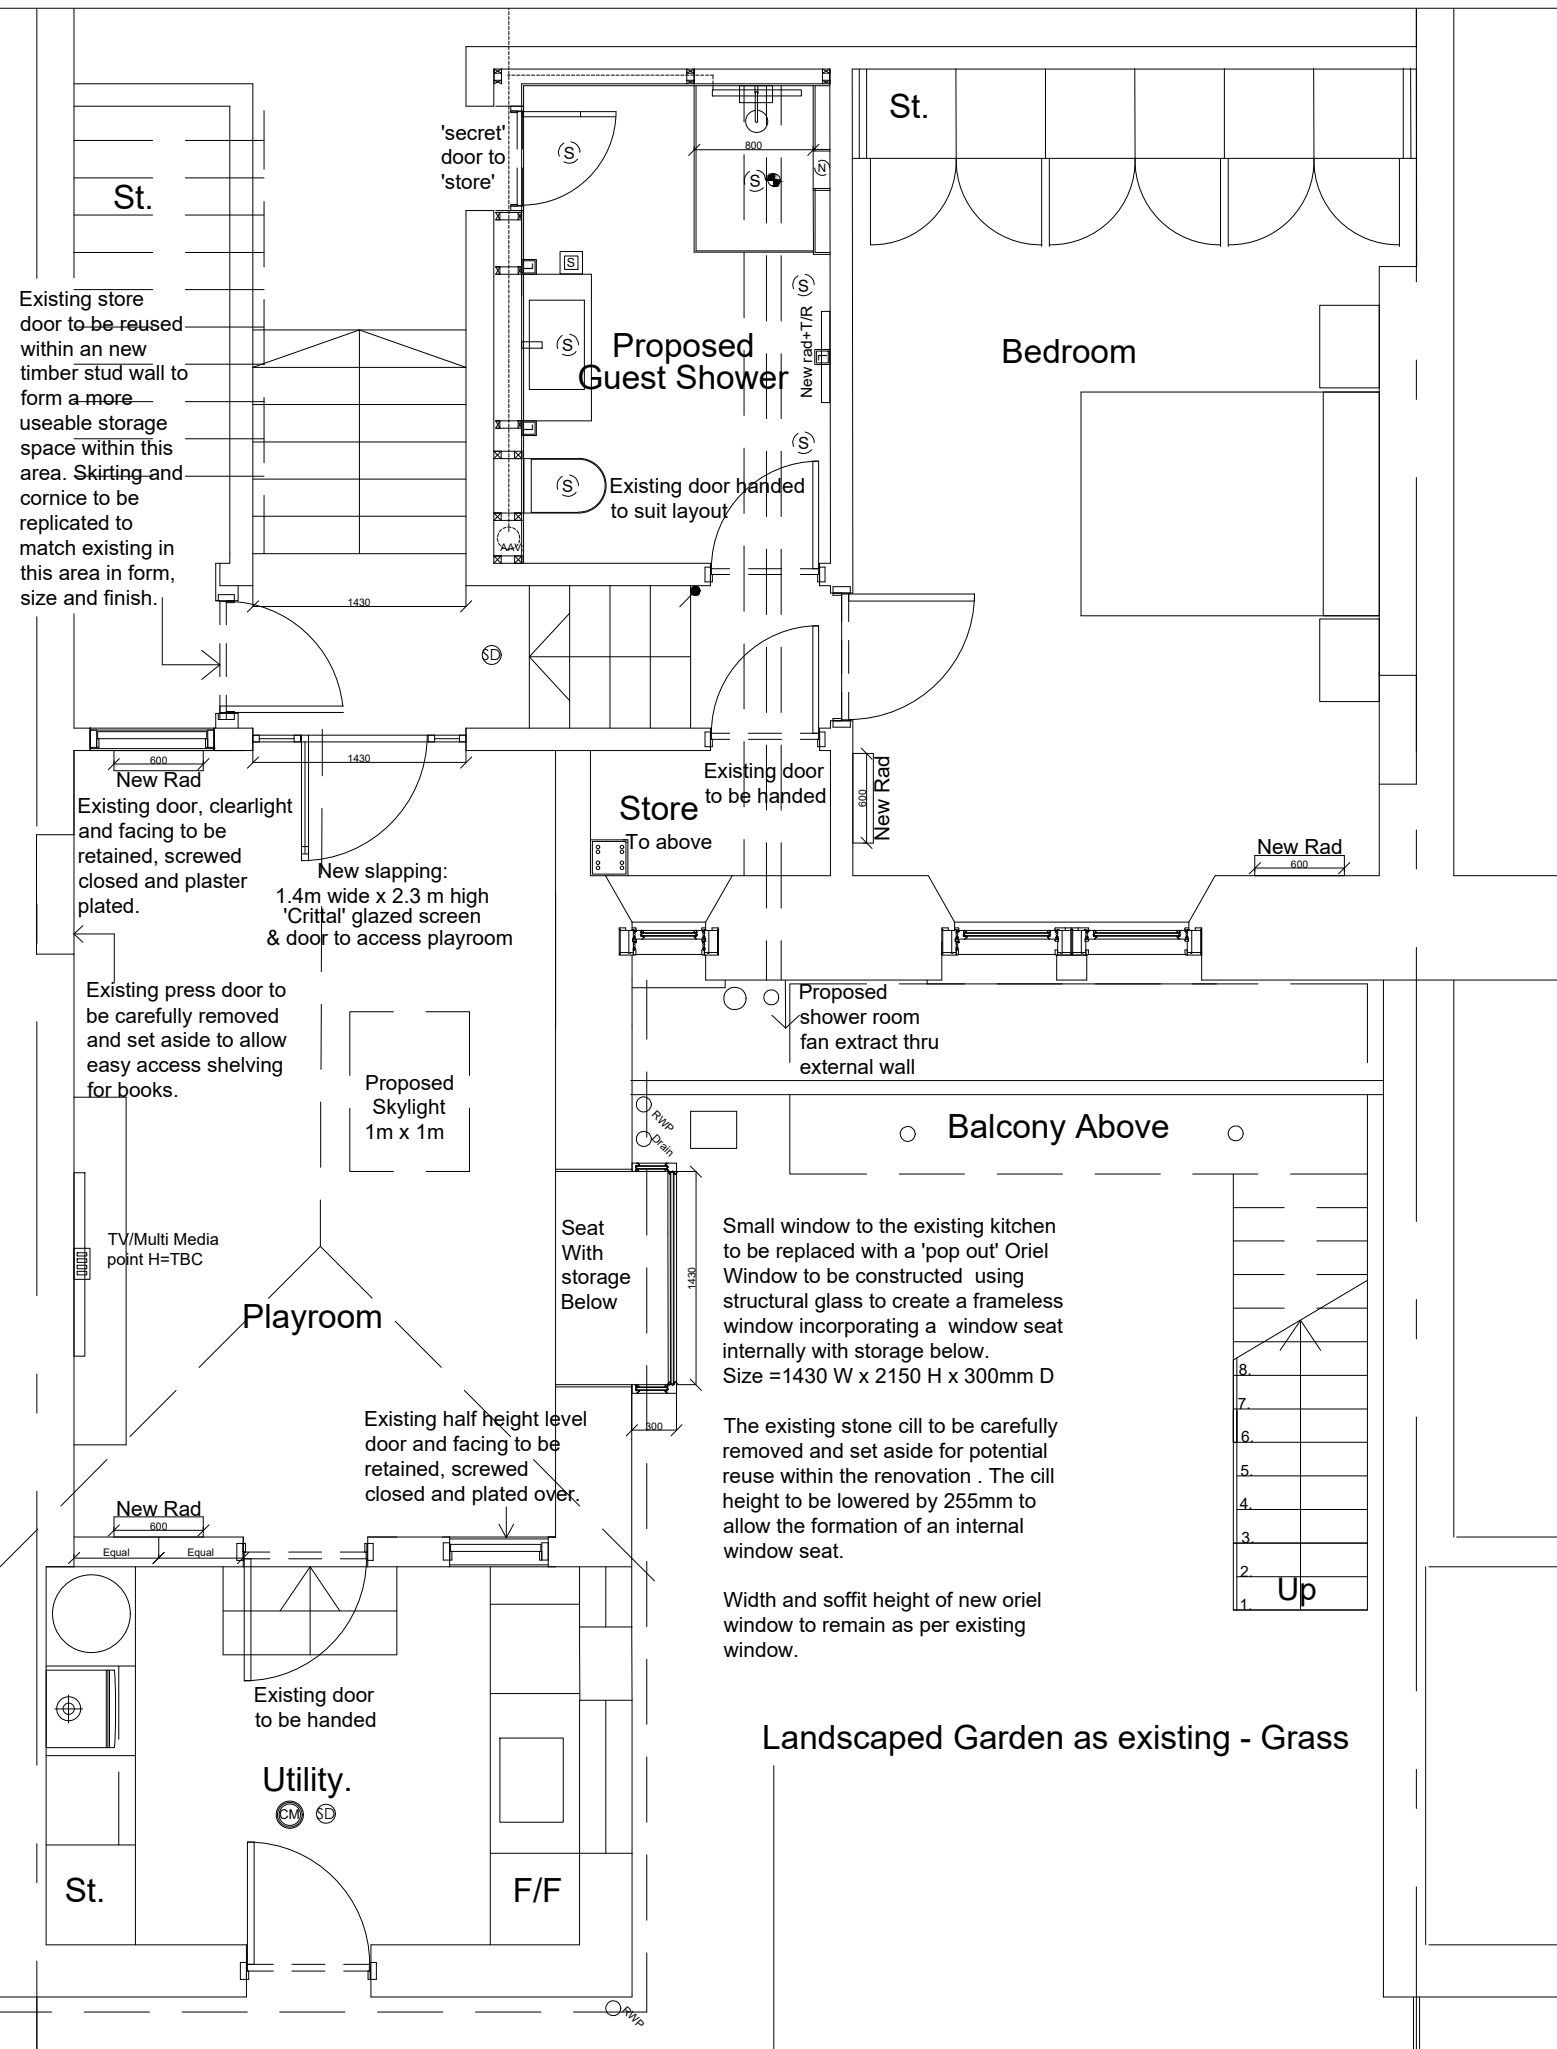 St.
'secret'
door to
'store'
S
800
S
N
St.
Existing store
door to be reused
within an new
timber stud wall to
form a more
useable storage
space within this
area. Skirting and
cornice to be
replicated to
match existing in
this area in form,
size and finish.
S
S
S
Proposed
Guest Shower
New rad+T/R
S
S
Existing door handed
to suit layout
AAV
Bedroom
1430
SD
600
New Rad
1430
Existing door, clearlight
and facing to be
retained, screwed
closed and plaster
plated.
New slapping:
1.4m wide x 2.3 m high
'Crittal' glazed screen
& door to access playroom
Existing door
to be handed
Store
To above
600
New Rad
New Rad
600
Existing press door to
be carefully removed
and set aside to allow
easy access shelving
for books.
Proposed
Skylight
1m x 1m
Proposed
shower room
fan extract thru
external wall
RWP
Drain
Balcony Above
TV/Multi Media
point H=TBC
Playroom
Seat
With
storage
Below
1430
300
Small window to the existing kitchen
to be replaced with a 'pop out' Oriel
Window to be constructed using
structural glass to create a frameless
window incorporating a window seat
internally with storage below.
Size =1430 W x 2150 H x 300mm D
The existing stone cill to be carefully
removed and set aside for potential
reuse within the renovation . The cill
height to be lowered by 255mm to
allow the formation of an internal
window seat.
Width and soffit height of new oriel
window to remain as per existing
window.
8.
7.
6.
5.
4.
3.
2.
1.
Up
Existing half height level
door and facing to be
retained, screwed
closed and plated over.
New Rad
600
Equal
Equal
Existing door
to be handed
Utility.
CM
SD
St.
F/F
Landscaped Garden as existing - Grass
RWP